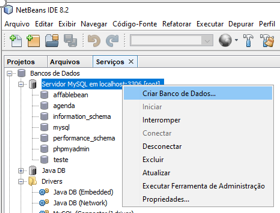 NetBeans IDE 8.2
Arquivo Editar Exibir Navegar Código-Fonte Refatorar Executar Depurar Perfil
Projetos Arquivos Serviços
Bancos de Dados
Servidor MySQL em localhost:3306 [root]
affablebean
agenda
information_schema
mysql
performance_schema
phpmyadmin
teste
Java DB
Drivers
Java DB (Embedded)
Java DB (Network)
Criar Banco de Dados...
Iniciar
Interromper
Conectar
Desconectar
Excluir
Atualizar
Executar Ferramenta de Administração
Propriedades...